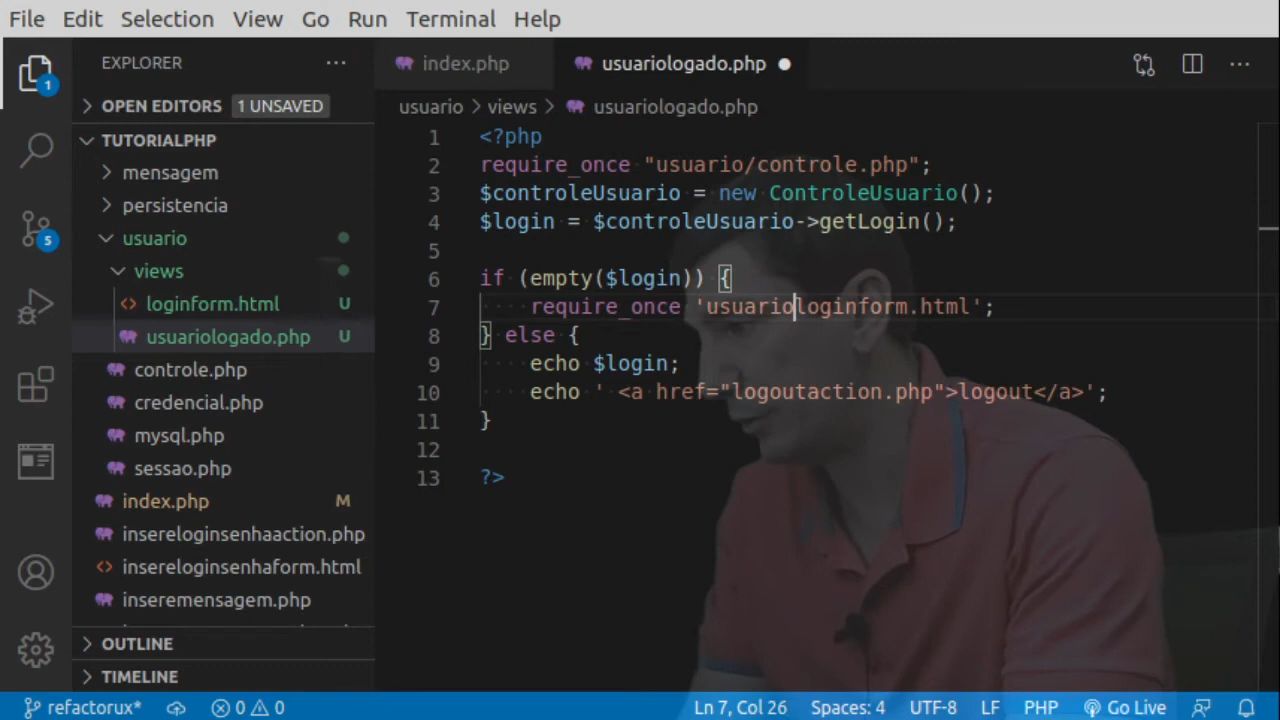 File Edit Selection View Go Run Terminal Help
EXPLORER
OPEN EDITORS 1 UNSAVED
TUTORIALPHP
mensagem
persistencia
usuario
views
loginform.html U
usuariologado.php U
controle.php
credencial.php
mysql.php
sessao.php
index.php M
insereloginsenhaaction.php
insereloginsenhaform.html
inseremensagem.php
OUTLINE
TIMELINE
1
5
index.php usuariologado.php
usuario > views > usuariologado.php
1 <?php
2 require_once "usuario/controle.php";
3 $controleUsuario = new ControleUsuario();
4 $login = $controleUsuario->getLogin();
5
6 if (empty($login)) {
7 require_once 'usuariologinform.html';
8 } else {
9 echo $login;
10 echo ' <a href="logoutaction.php">logout</a>';
11 }
12
13 ?>
refactorux* 0 0 Ln 7, Col 26 Spaces: 4 UTF-8 LF PHP Go Live